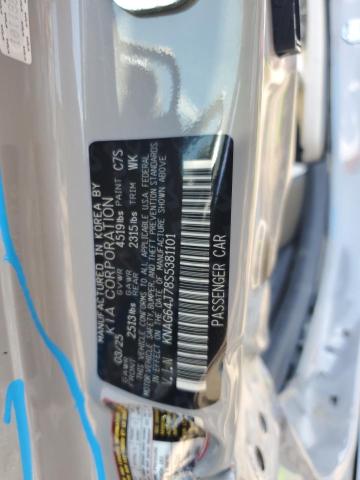 MANUFACTURED IN KOREA BY
KIA CORPORATION
03/25 GVWR 4519lbs PAINT C7S
GAWR FRONT 2513lbs GAWR REAR 2315lbs TRIM WK
THIS VEHICLE CONFORMS TO ALL APPLICABLE U.S.A FEDERAL
MOTOR VEHICLE SAFETY, BUMPER, AND THEFT PREVENTION STANDARDS
IN EFFECT ON THE DATE OF MANUFACTURE SHOWN ABOVE.
V.I.N KNAG64J78S5381101
PASSENGER CAR